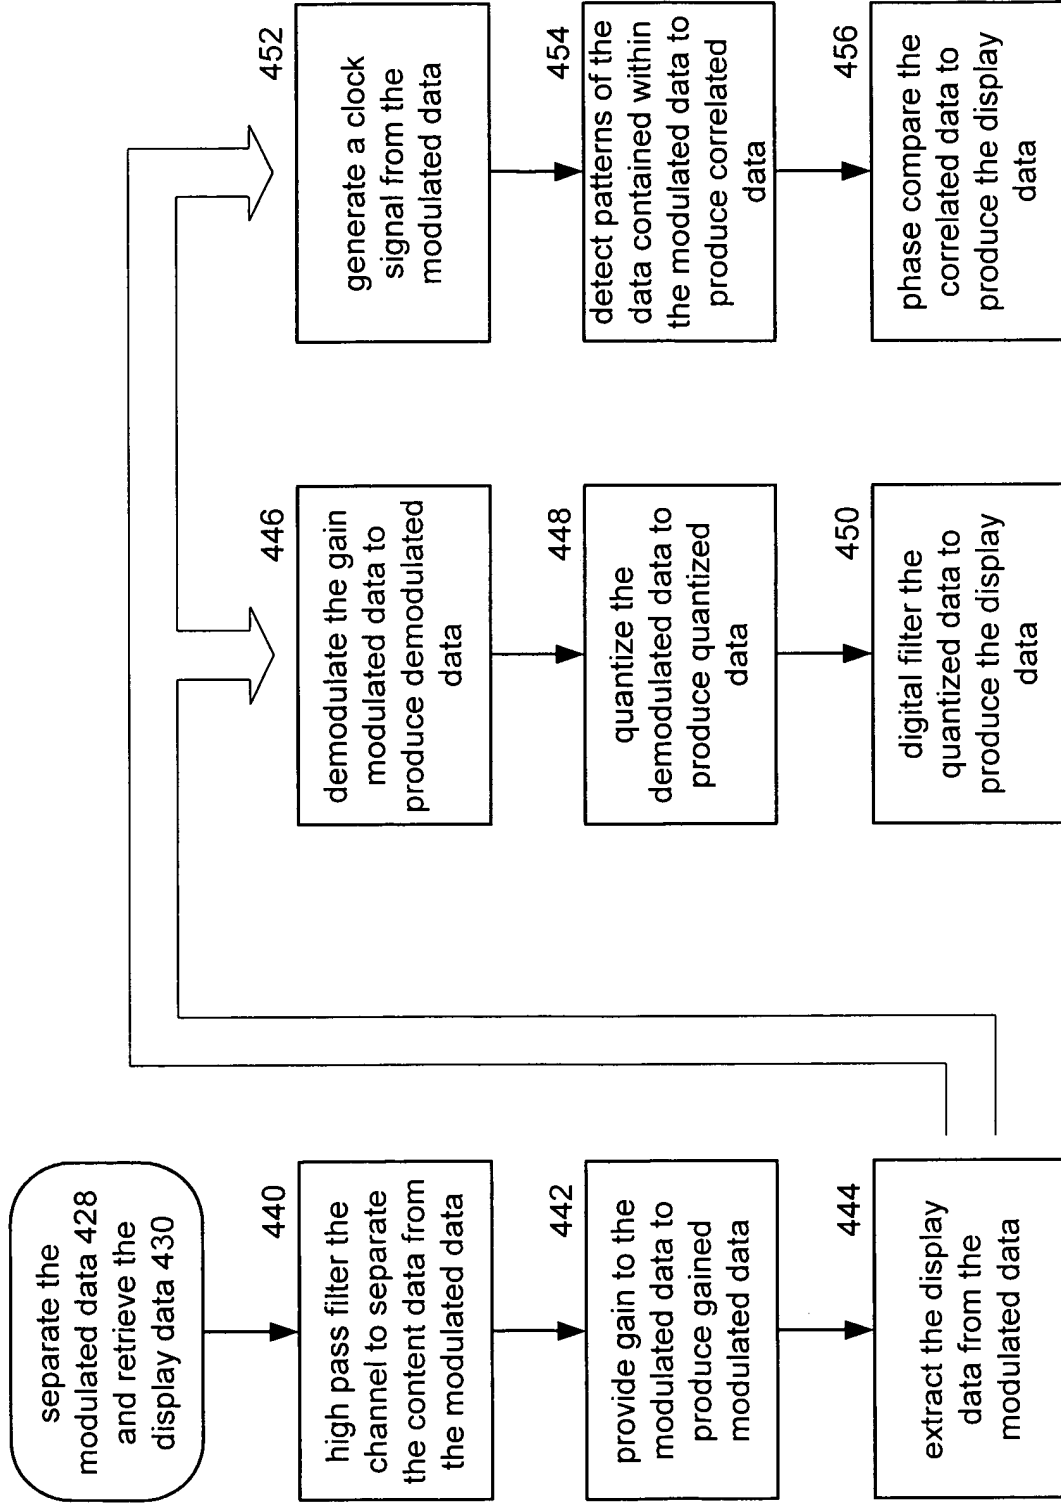 separate the
modulated data 428
and retrieve the
display data 430
440
high pass filter the
channel to separate
the content data from
the modulated data
442
provide gain to the
modulated data to
produce gained
modulated data
444
extract the display
data from the
modulated data
446
demodulate the gain
modulated data to
produce demodulated
data
448
quantize the
demodulated data to
produce quantized
data
450
digital filter the
quantized data to
produce the display
data
452
generate a clock
signal from the
modulated data
454
detect patterns of the
data contained within
the modulated data to
produce correlated
data
456
phase compare the
correlated data to
produce the display
data